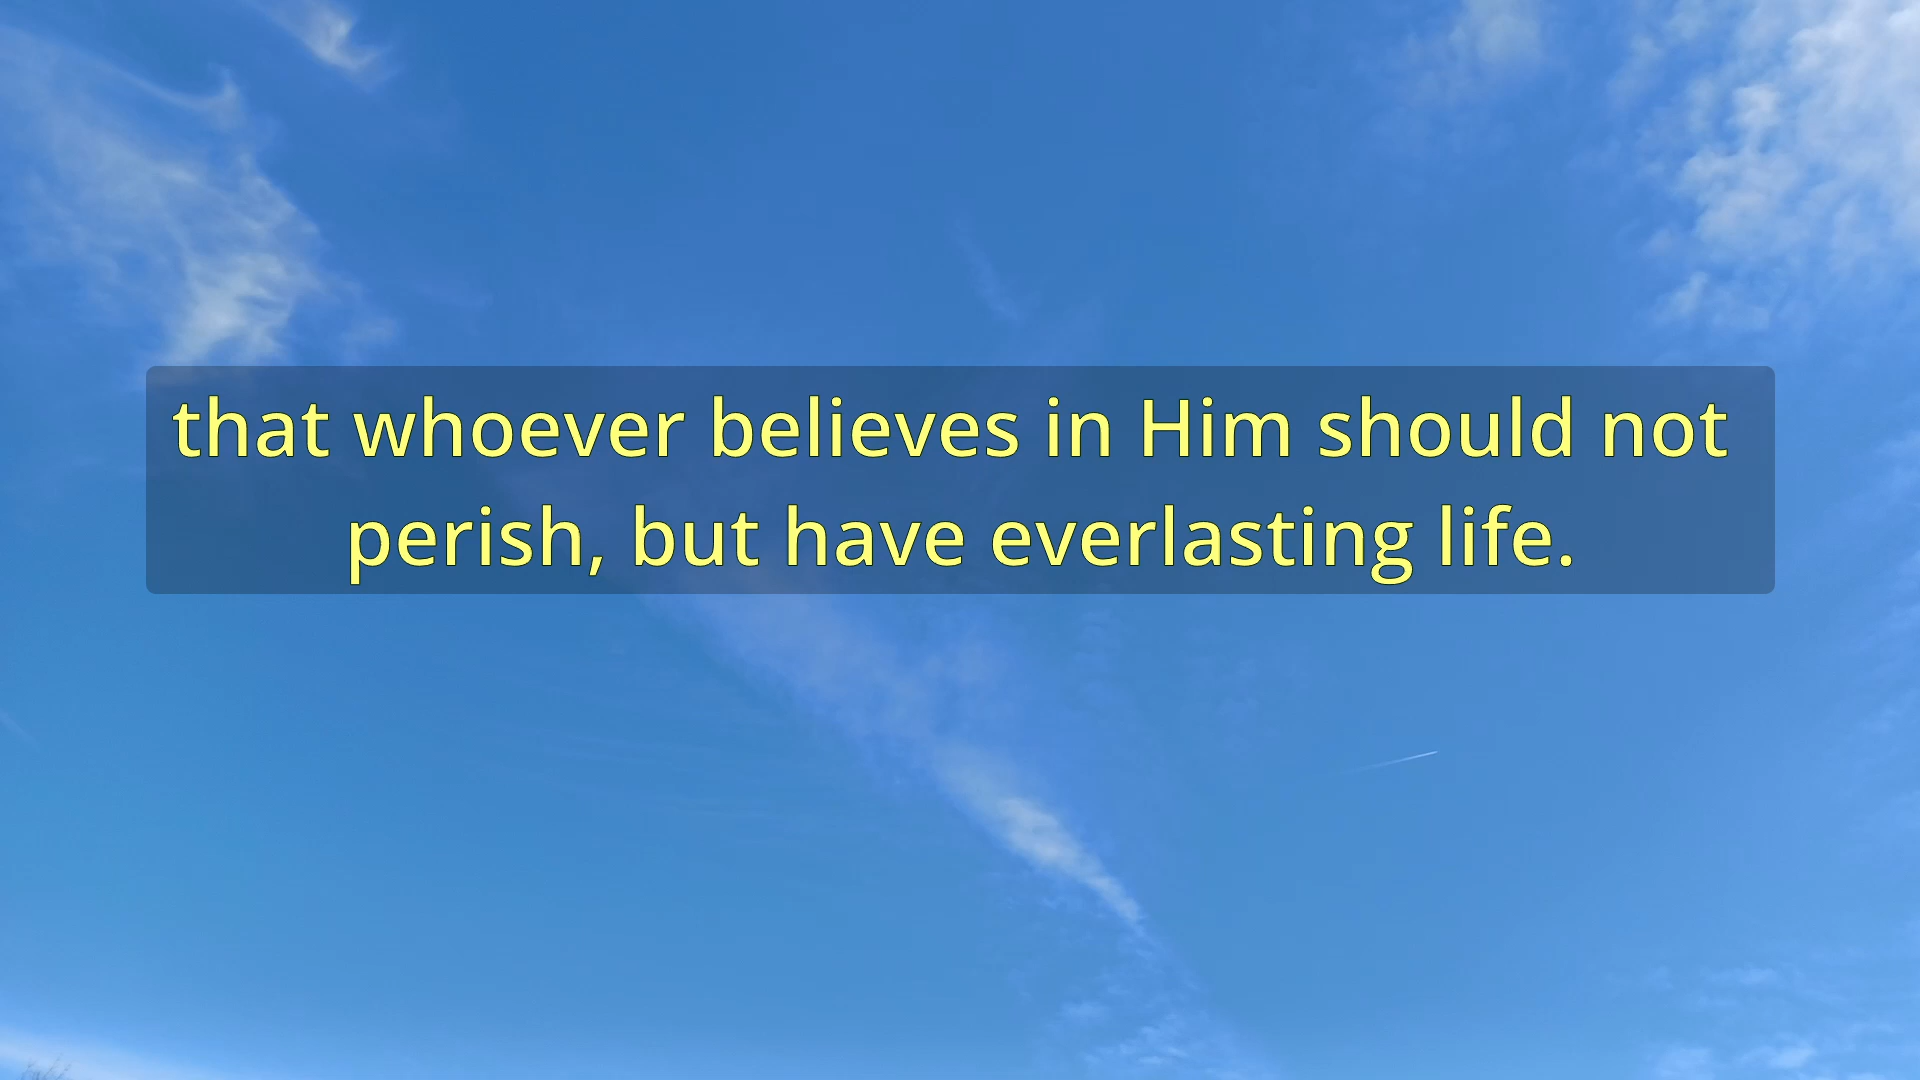 that whoever believes in Him should not
perish, but have everlasting life.